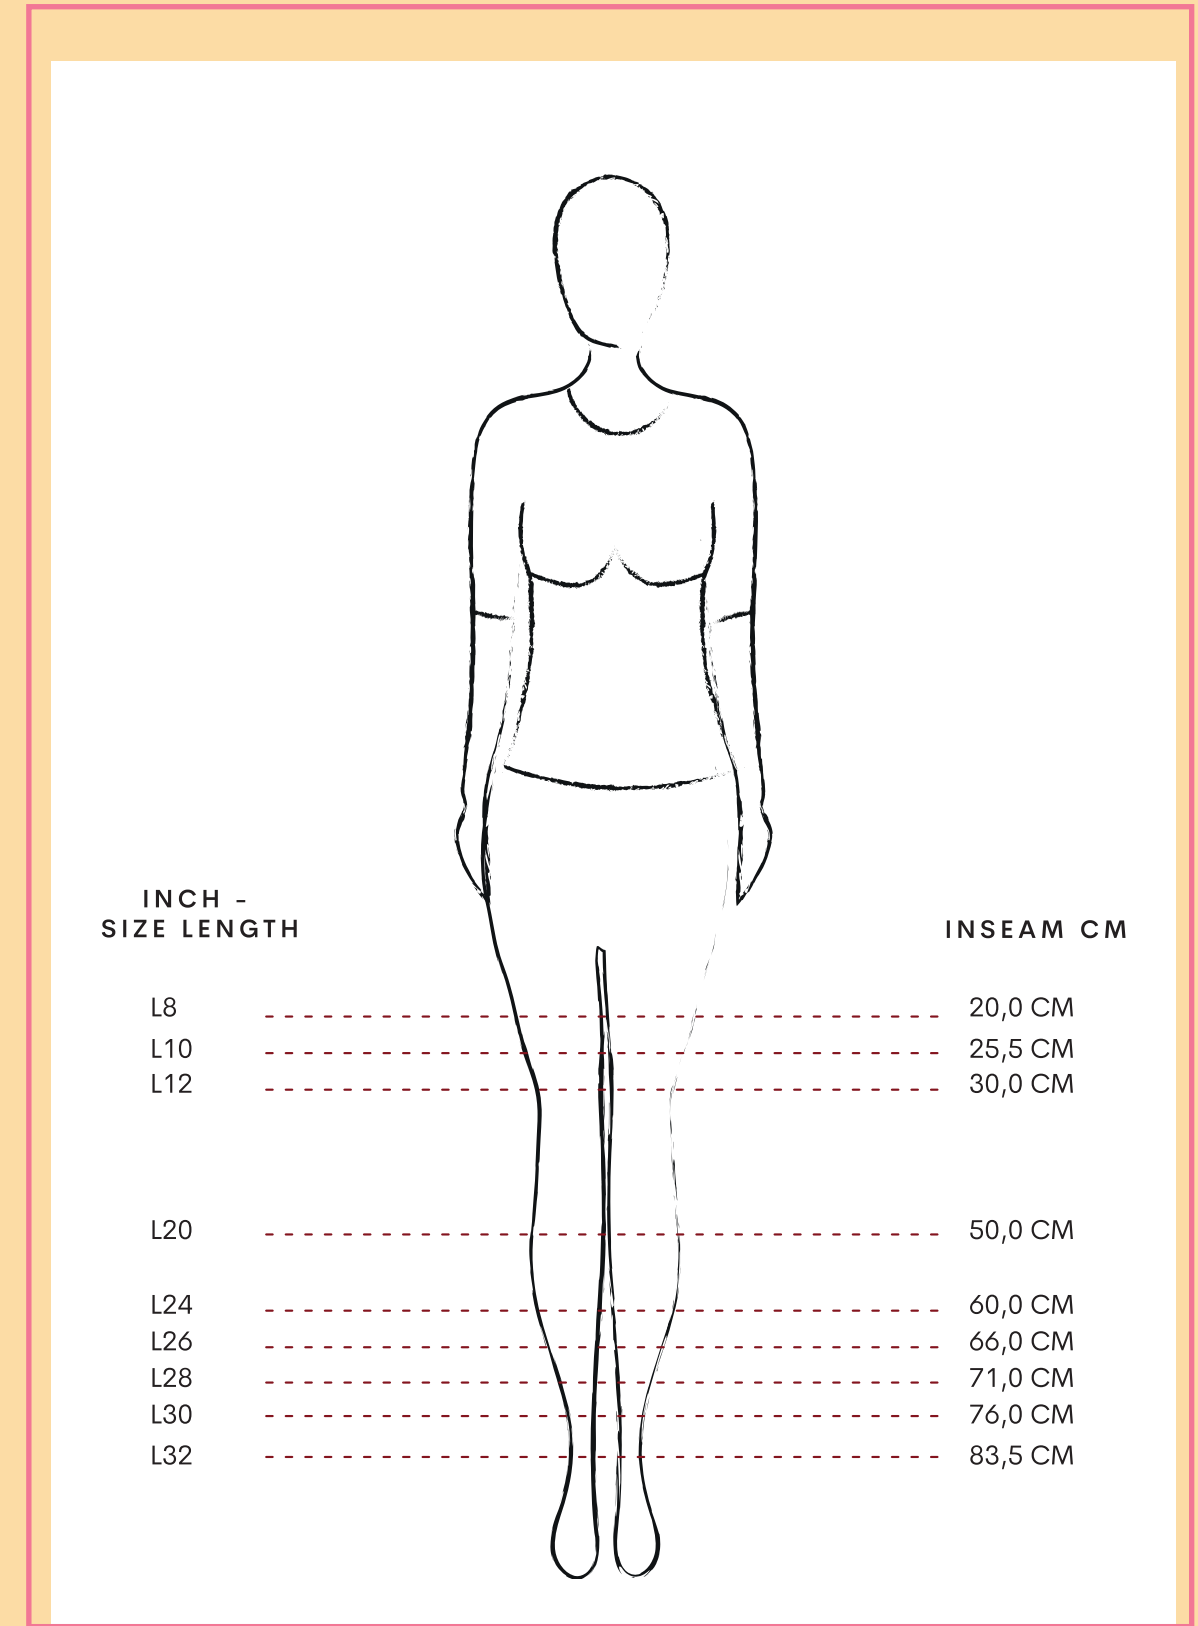 INCH -
SIZE LENGTH
INSEAM CM
L8 20,0 CM
L10 25,5 CM
L12 30,0 CM
L20 50,0 CM
L24 60,0 CM
L26 66,0 CM
L28 71,0 CM
L30 76,0 CM
L32 83,5 CM